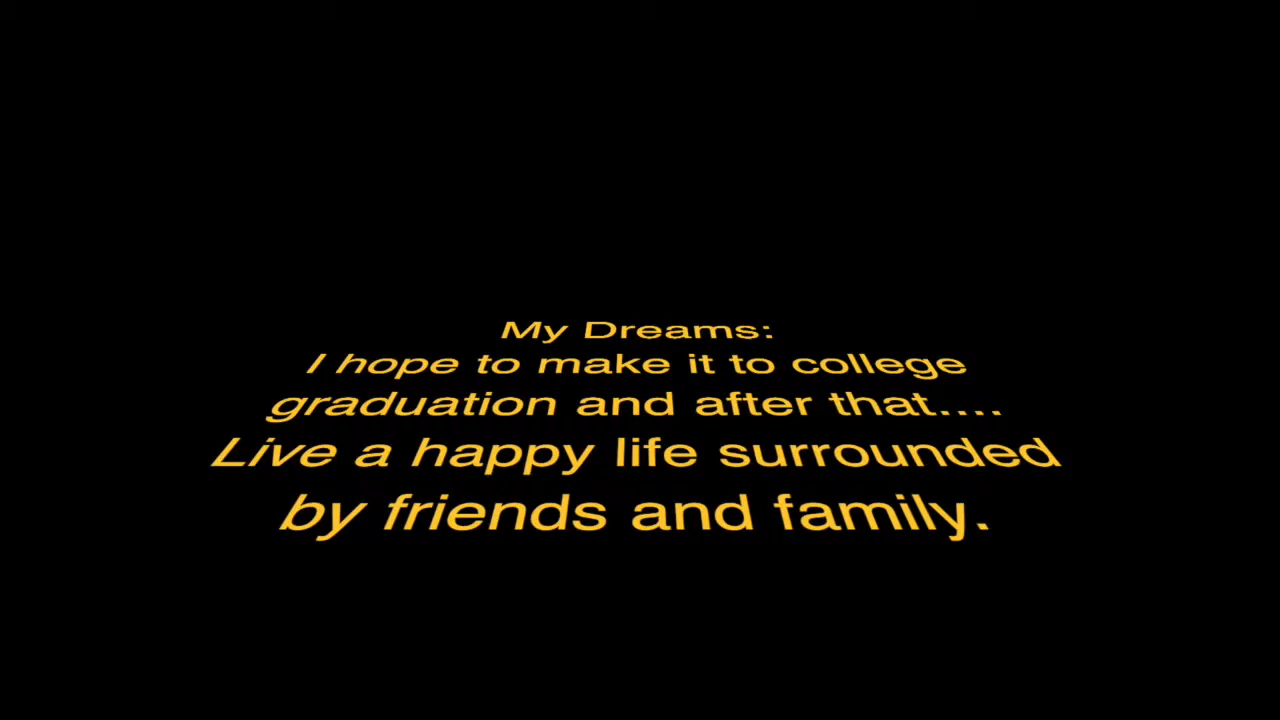 My Dreams:
I hope to make it to college
graduation and after that....
Live a happy life surrounded
by friends and family.